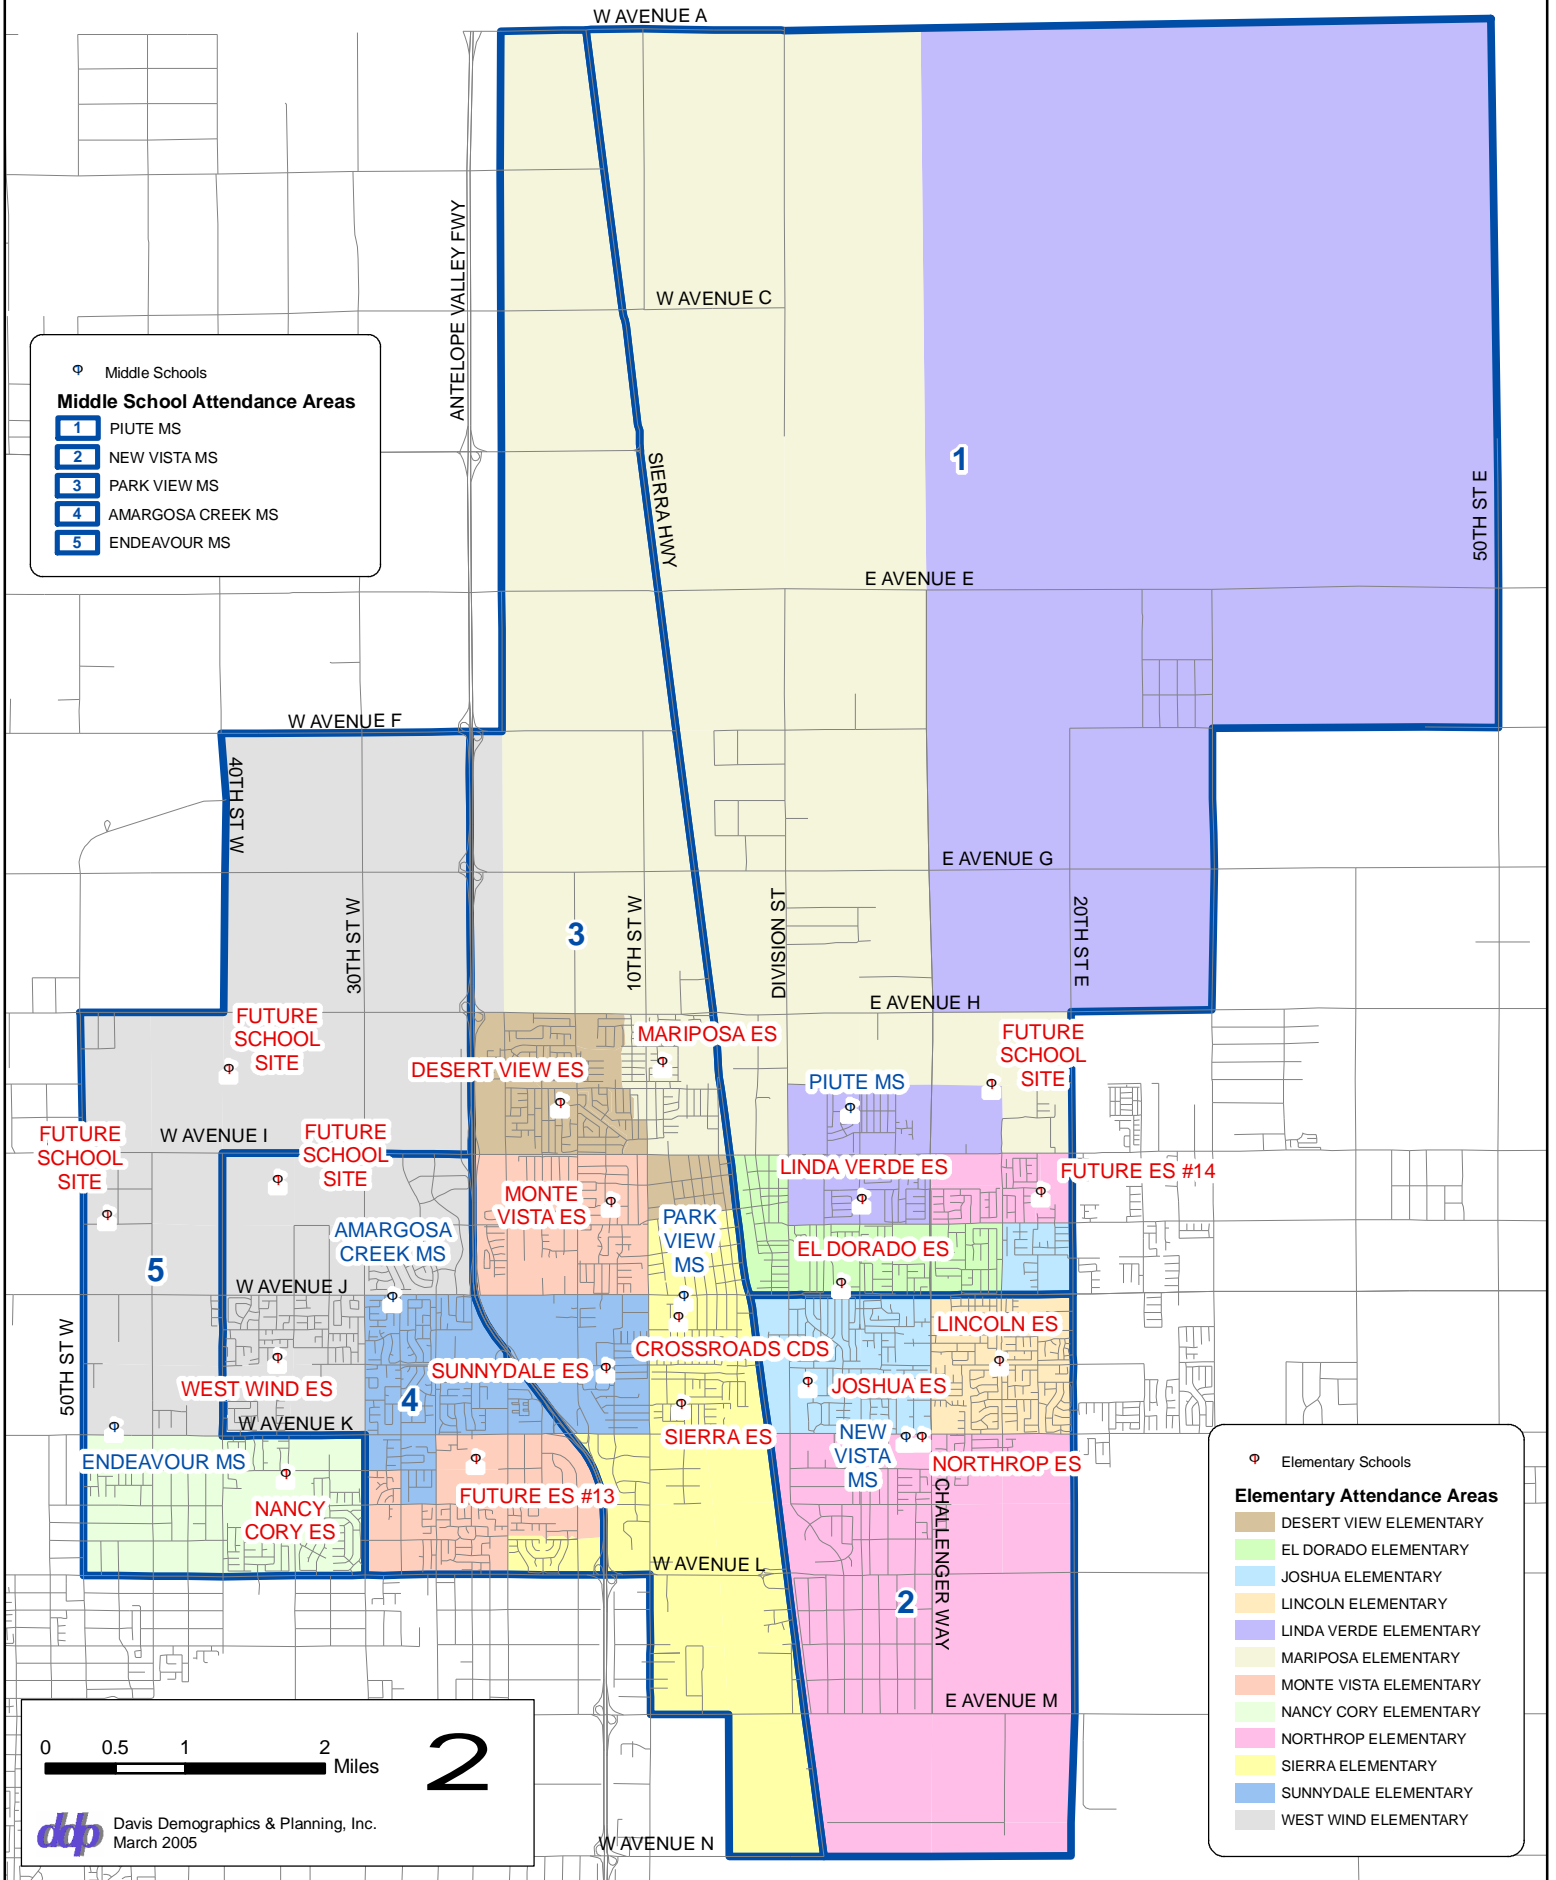 W AVENUE A
ANTELOPE VALLEY FWY
W AVENUE C
Middle Schools
Middle School Attendance Areas
1 PIUTE MS
2 NEW VISTA MS
3 PARK VIEW MS
4 AMARGOSA CREEK MS
5 ENDEAVOUR MS
SIERRA HWY
1
50TH ST E
E AVENUE E
W AVENUE F
40TH ST W
E AVENUE G
30TH ST W
3
10TH ST W
DIVISION ST
20TH ST E
E AVENUE H
FUTURE
SCHOOL
SITE
MARIPOSA ES
FUTURE
SCHOOL
SITE
DESERT VIEW ES
PIUTE MS
FUTURE
SCHOOL
SITE
W AVENUE I
FUTURE
SCHOOL
SITE
LINDA VERDE ES
FUTURE ES #14
MONTE
VISTA ES
PARK
VIEW
MS
AMARGOSA
CREEK MS
EL DORADO ES
5
W AVENUE J
50TH ST W
LINCOLN ES
CROSSROADS CDS
SUNNYDALE ES
WEST WIND ES
JOSHUA ES
4
W AVENUE K
SIERRA ES
NEW
VISTA
MS
ENDEAVOUR MS
NORTHROP ES
NANCY
CORY ES
FUTURE ES #13
CHALLENGER WAY
W AVENUE L
2
E AVENUE M
W AVENUE N
Elementary Schools
Elementary Attendance Areas
DESERT VIEW ELEMENTARY
EL DORADO ELEMENTARY
JOSHUA ELEMENTARY
LINCOLN ELEMENTARY
LINDA VERDE ELEMENTARY
MARIPOSA ELEMENTARY
MONTE VISTA ELEMENTARY
NANCY CORY ELEMENTARY
NORTHROP ELEMENTARY
SIERRA ELEMENTARY
SUNNYDALE ELEMENTARY
WEST WIND ELEMENTARY
0 0.5 1 2
Miles
2
ddp
Davis Demographics & Planning, Inc.
March 2005